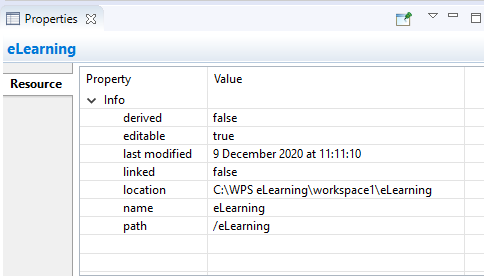 Properties
eLearning
Resource
Property Value
Info
derived false
editable true
last modified 9 December 2020 at 11:11:10
linked false
location C:\WPS eLearning\workspace1\eLearning
name eLearning
path /eLearning